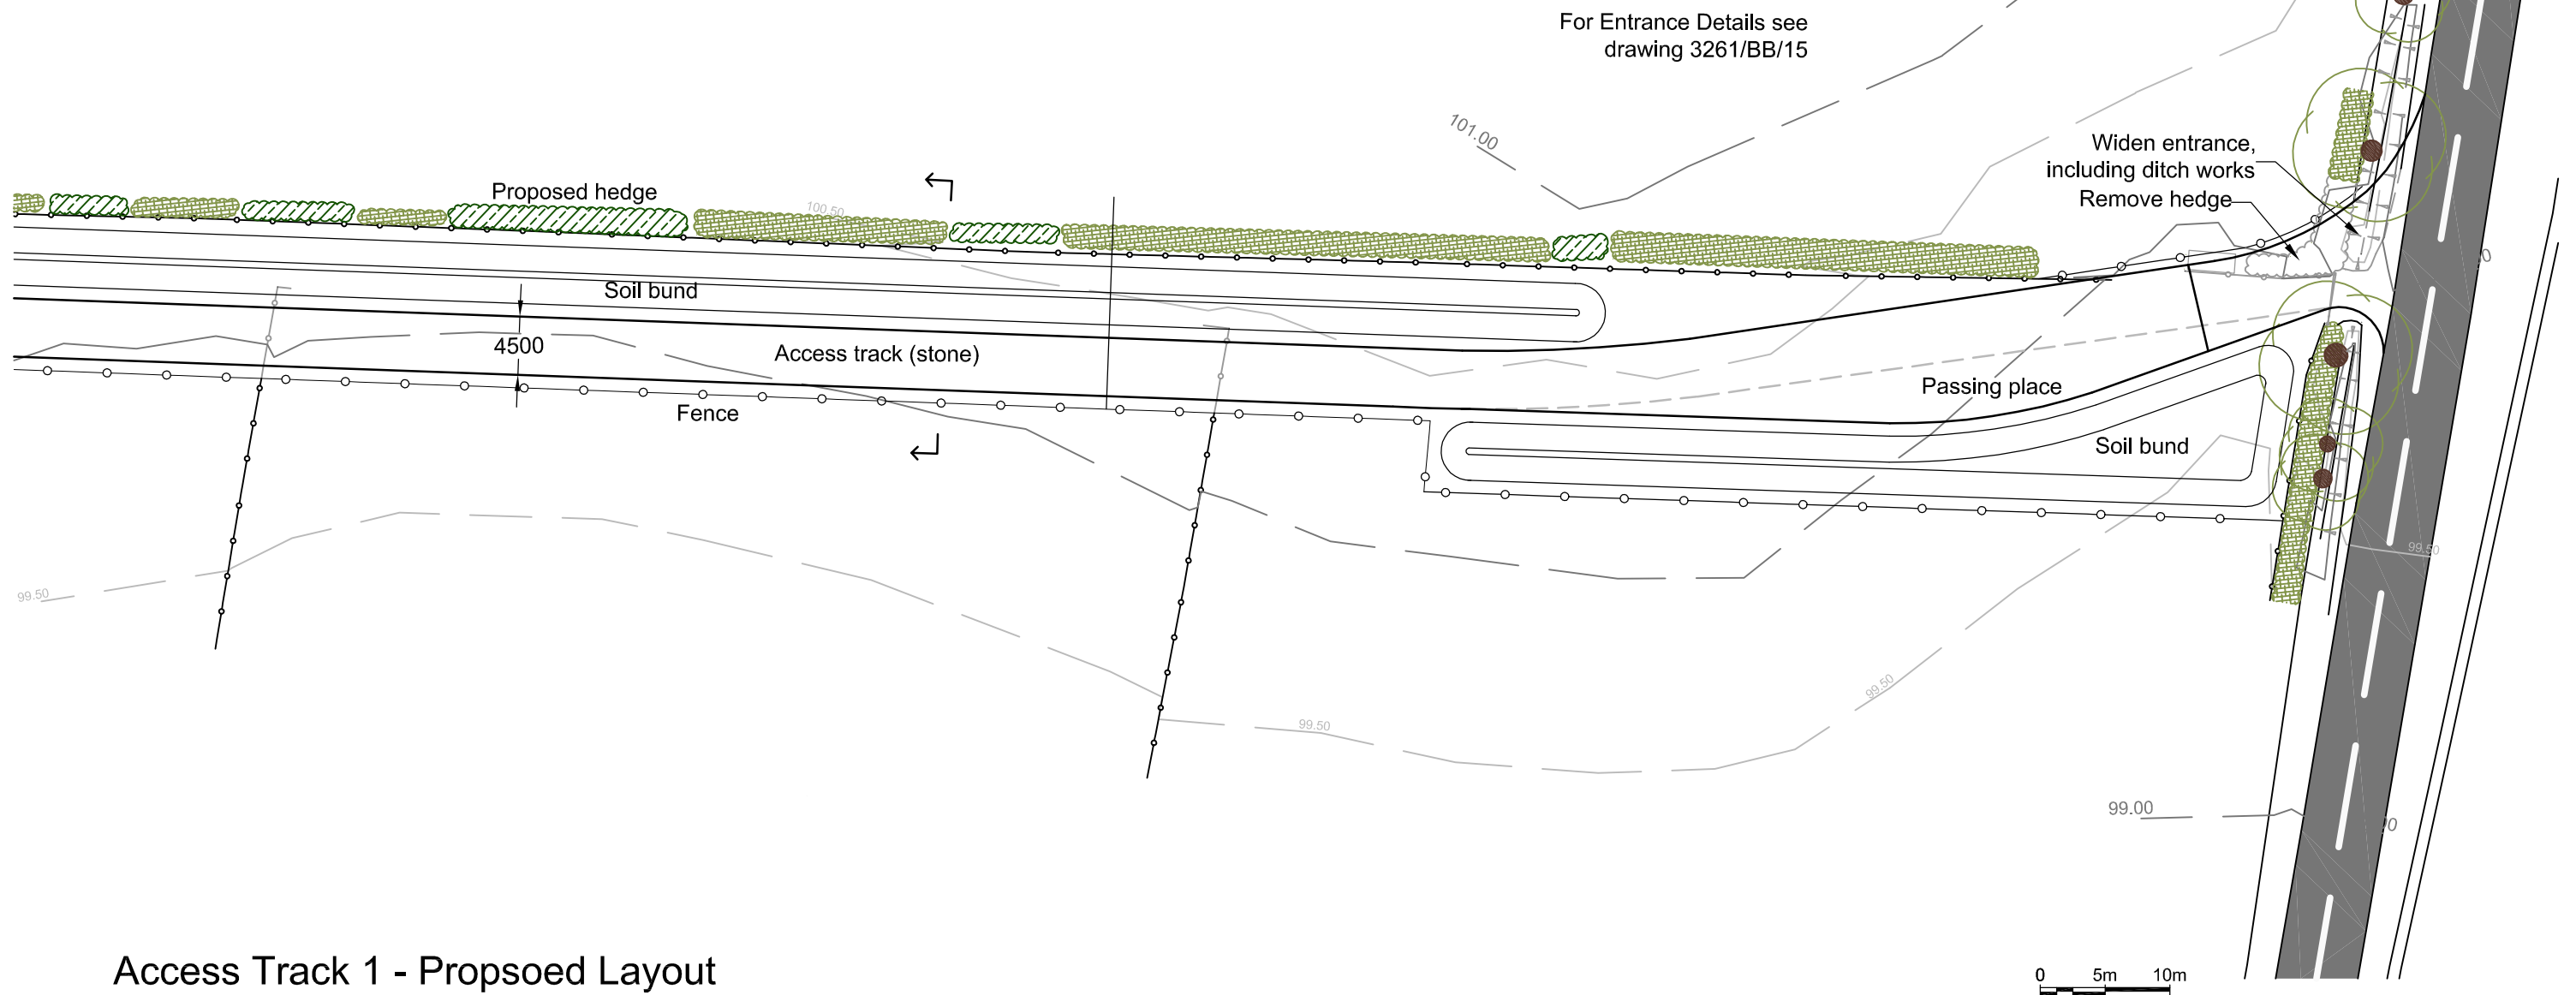 For Entrance Details see
drawing 3261/BB/15
101.00
Widen entrance,
including ditch works
Remove hedge
Proposed hedge
100.50
Soil bund
4500
Access track (stone)
Fence
Passing place
Soil bund
99.50
99.50
99.50
99.50
99.00
Access Track 1 - Propsoed Layout
0 5m 10m